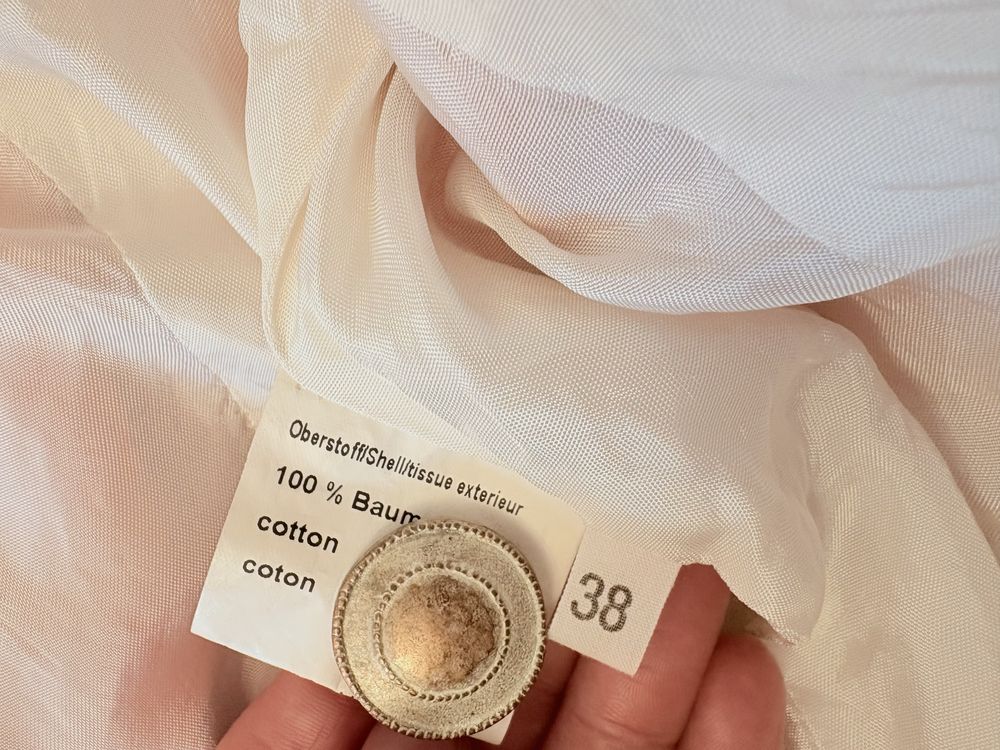 Oberstoff/Shell/tissue exterieur
100 % Baum
cotton
coton
38